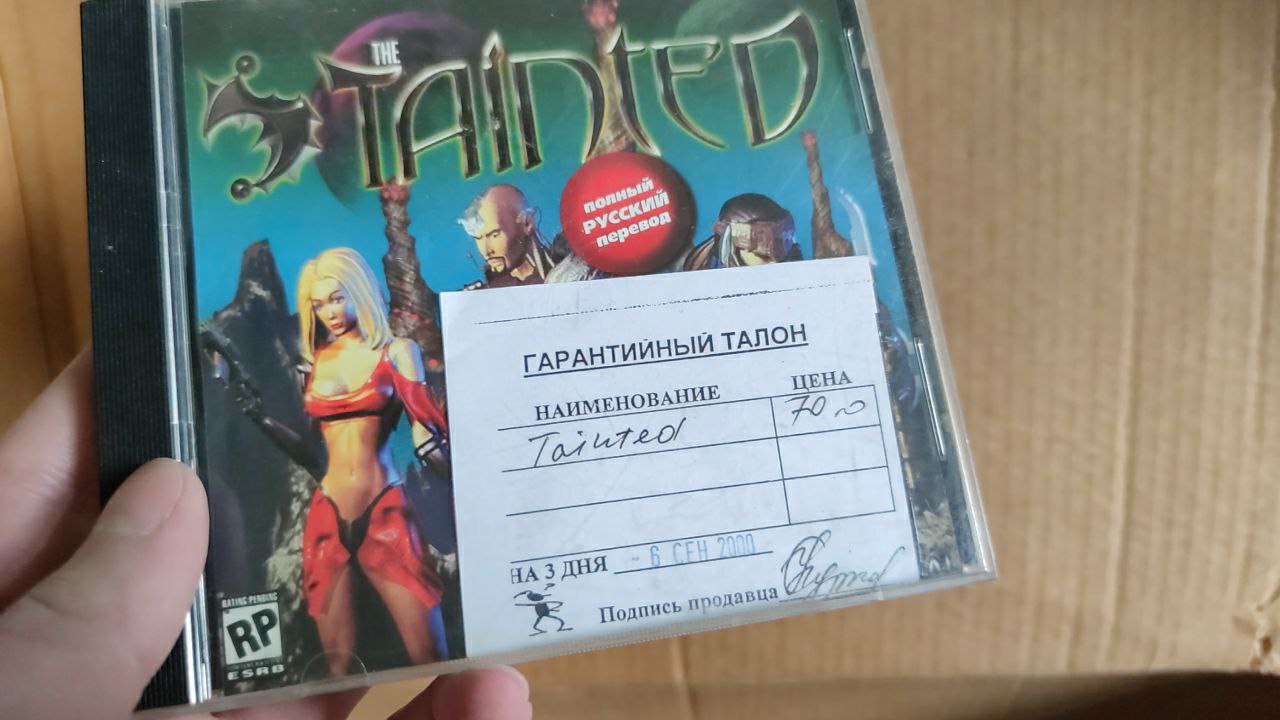 THE
TAINTED
полный
РУССКИЙ
перевод
ГАРАНТИЙНЫЙ ТАЛОН
НАИМЕНОВАНИЕ ЦЕНА
Tainted 70
НА 3 ДНЯ - 6 СЕН 2000
Подпись продавца
RATING PENDING
RP
ESRB